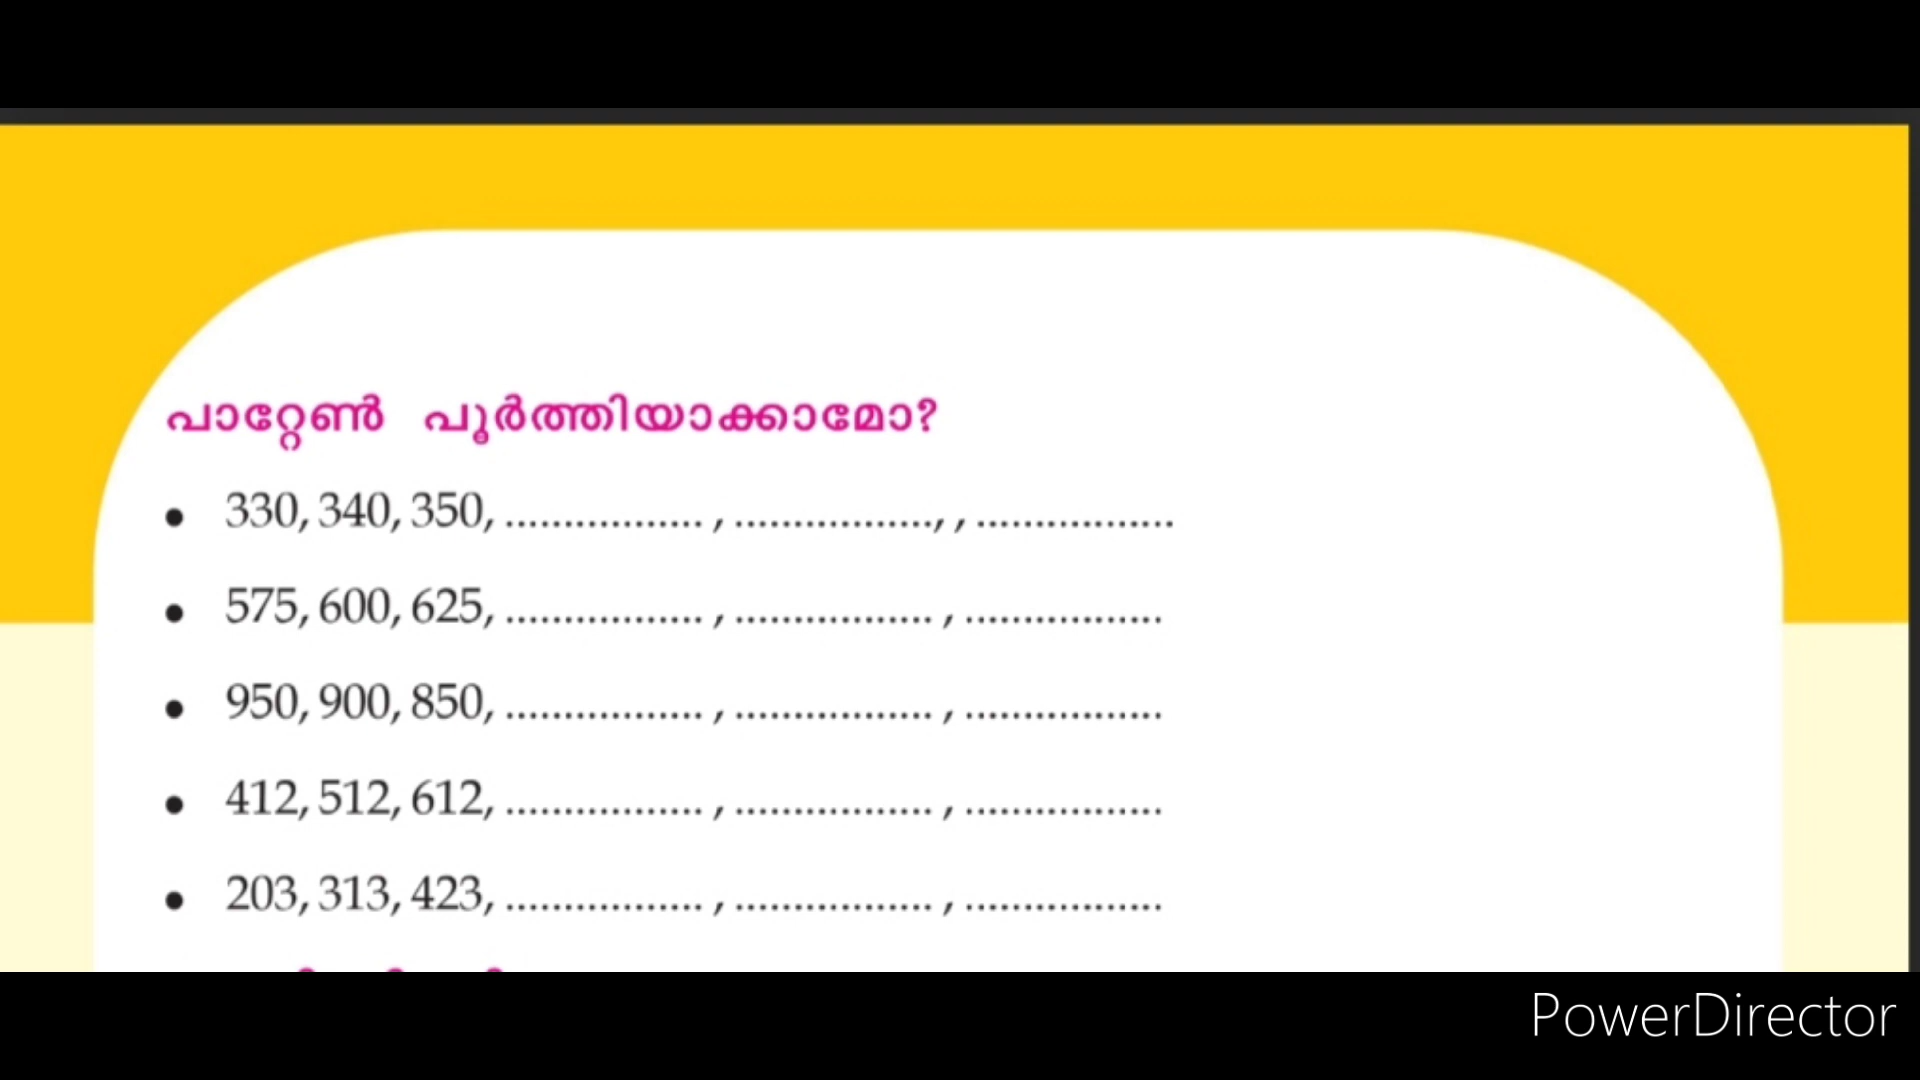 പാറ്റേൺ പൂർത്തിയാക്കാമോ?
• 330, 340, 350, ................. , ................., , .................
• 575, 600, 625, ................. , ................. , .................
• 950, 900, 850, ................. , ................. , .................
• 412, 512, 612, ................. , ................. , .................
• 203, 313, 423, ................. , ................. , .................
PowerDirector